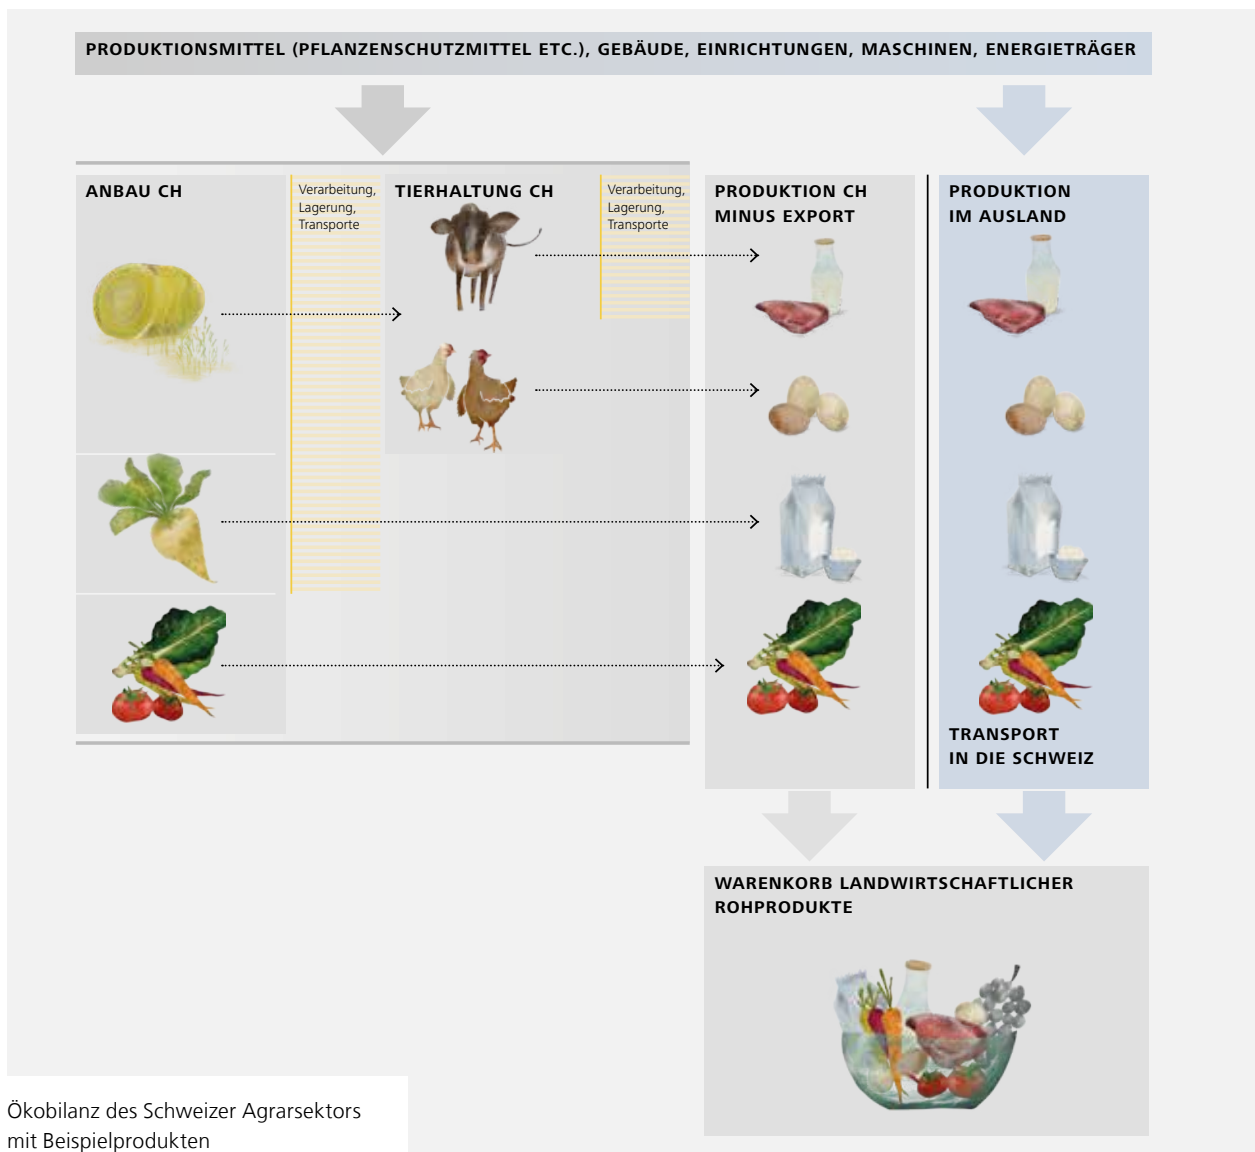 PRODUKTIONSMITTEL (PFLANZENSCHUTZMITTEL ETC.), GEBÄUDE, EINRICHTUNGEN, MASCHINEN, ENERGIETRÄGER
ANBAU CH
Verarbeitung,
Lagerung,
Transporte
TIERHALTUNG CH
Verarbeitung,
Lagerung,
Transporte
PRODUKTION CH
MINUS EXPORT
PRODUKTION
IM AUSLAND
TRANSPORT
IN DIE SCHWEIZ
WARENKORB LANDWIRTSCHAFTLICHER
ROHPRODUKTE
Ökobilanz des Schweizer Agrarsektors
mit Beispielprodukten